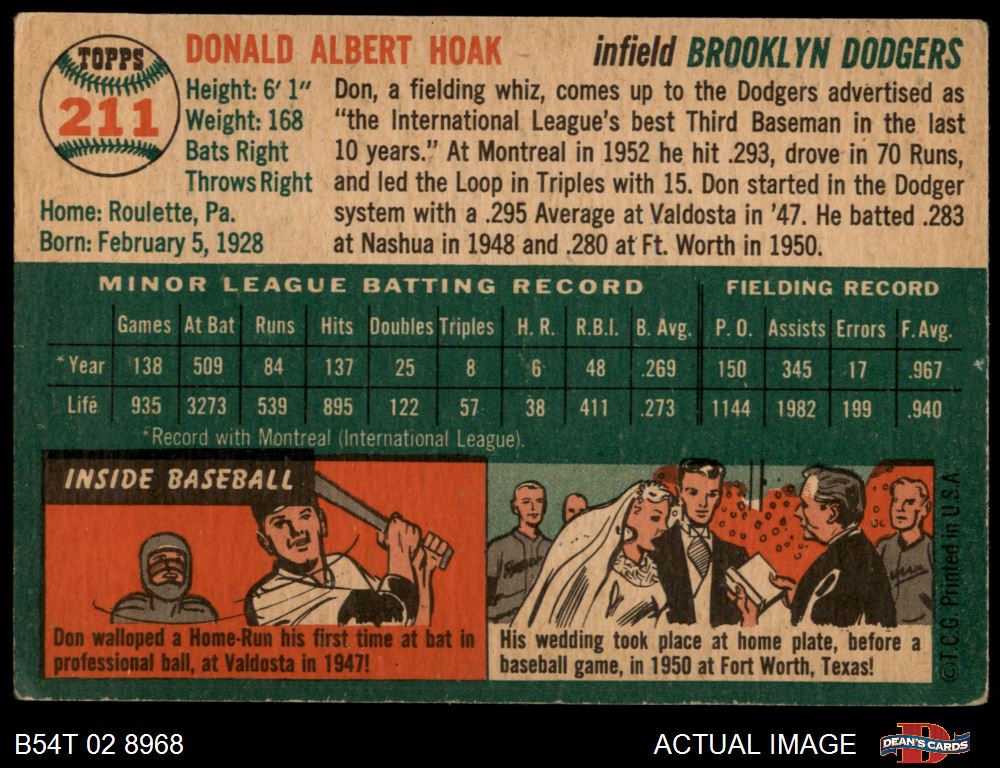 TOPPS
211
DONALD ALBERT HOAK
infield BROOKLYN DODGERS
Height: 6' 1"
Weight: 168
Bats Right
Throws Right
Home: Roulette, Pa.
Born: February 5, 1928
Don, a fielding whiz, comes up to the Dodgers advertised as
"the International League's best Third Baseman in the last
10 years." At Montreal in 1952 he hit .293, drove in 70 Runs,
and led the Loop in Triples with 15. Don started in the Dodger
system with a .295 Average at Valdosta in '47. He batted .283
at Nashua in 1948 and .280 at Ft. Worth in 1950.
MINOR LEAGUE BATTING RECORD FIELDING RECORD
Games At Bat Runs Hits Doubles Triples H. R. R.B.I. B. Avg. P. O. Assists Errors F. Avg.
*Year 138 509 84 137 25 8 6 48 .269 150 345 17 .967
Life 935 3273 539 895 122 57 38 411 .273 1144 1982 199 .940
*Record with Montreal (International League).
INSIDE BASEBALL
Don walloped a Home-Run his first time at bat in
professional ball, at Valdosta in 1947!
His wedding took place at home plate, before a
baseball game, in 1950 at Fort Worth, Texas!
©T.C.G. Printed in U.S.A.
B54T 02 8968
ACTUAL IMAGE
DEAN'S CARDS